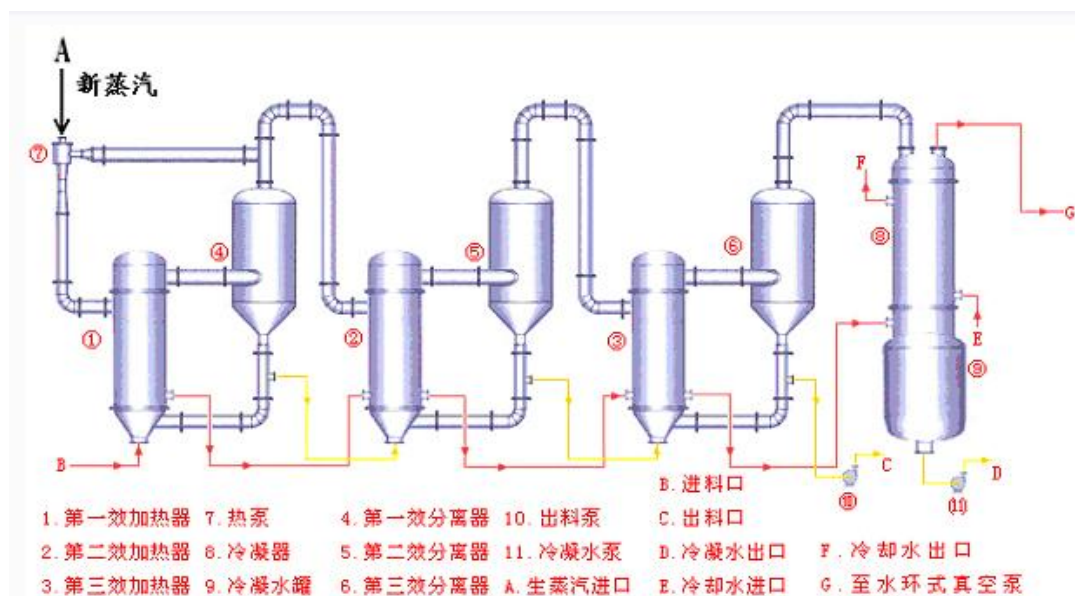 A
新蒸汽
⑦
④
⑤
⑥
F
G
⑧
①
②
③
E
⑨
B
C
D
⑩
(11)
B.进料口
1.第一效加热器 7.热泵 4.第一效分离器 10.出料泵 C.出料口
2.第二效加热器 8.冷凝器 5.第二效分离器 11.冷凝水泵 D.冷凝水出口 F.冷却水出口
3.第三效加热器 9.冷凝水罐 6.第三效分离器 A.生蒸汽进口 E.冷却水进口 G.至水环式真空泵